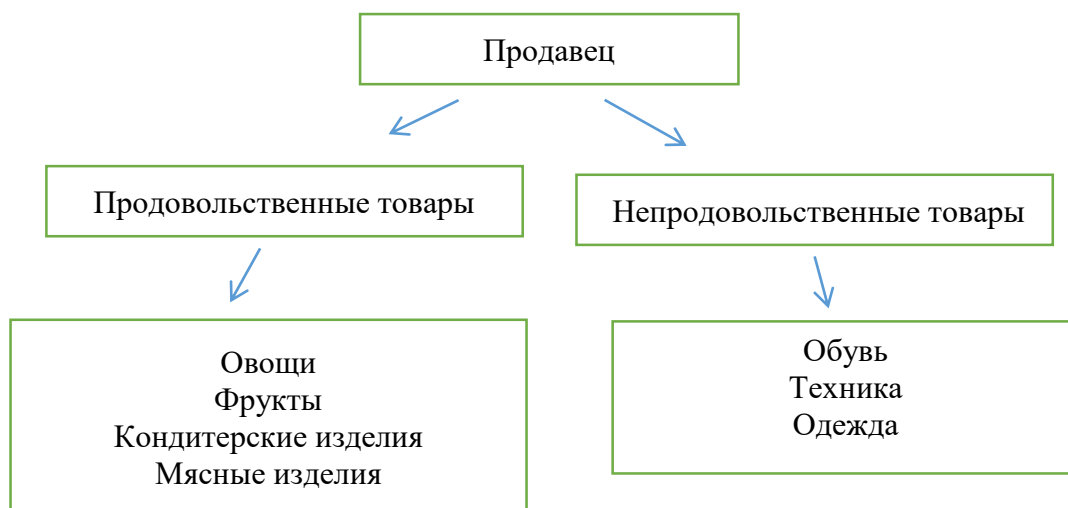 Продавец
Продовольственные товары
Непродовольственные товары
Овощи
Фрукты
Кондитерские изделия
Мясные изделия
Обувь
Техника
Одежда